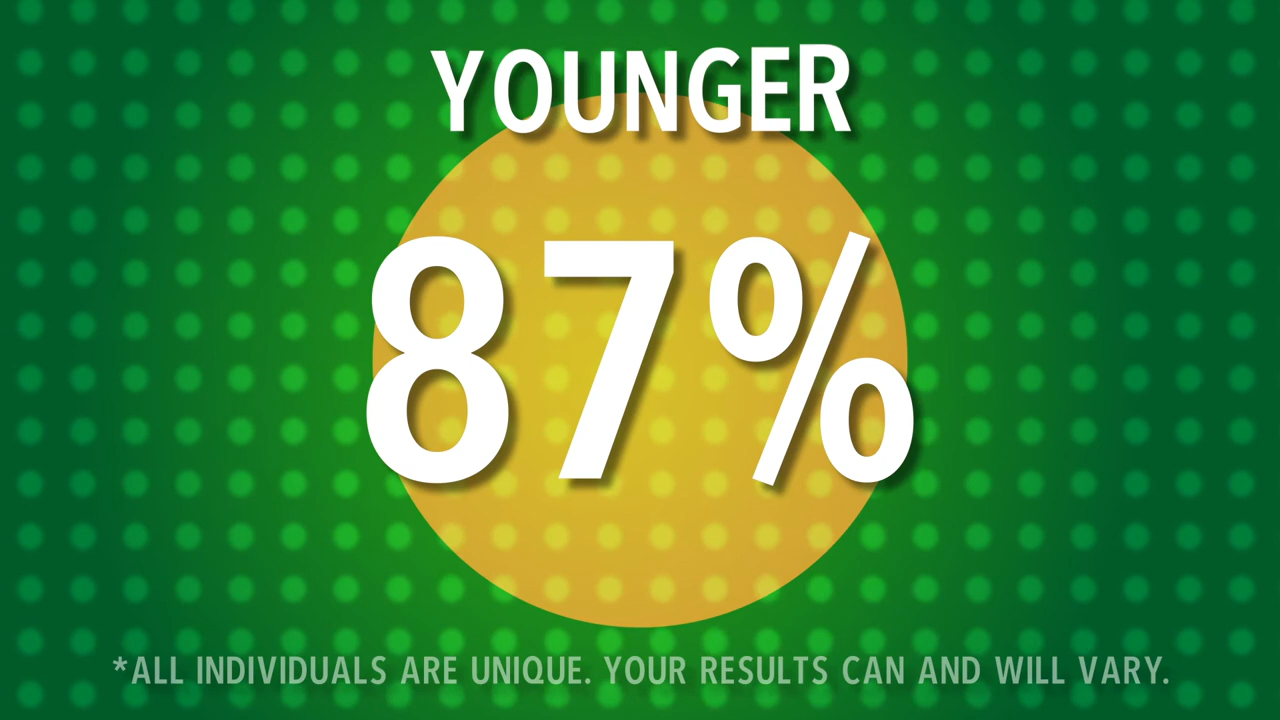 YOUNGER
87%
*ALL INDIVIDUALS ARE UNIQUE. YOUR RESULTS CAN AND WILL VARY.